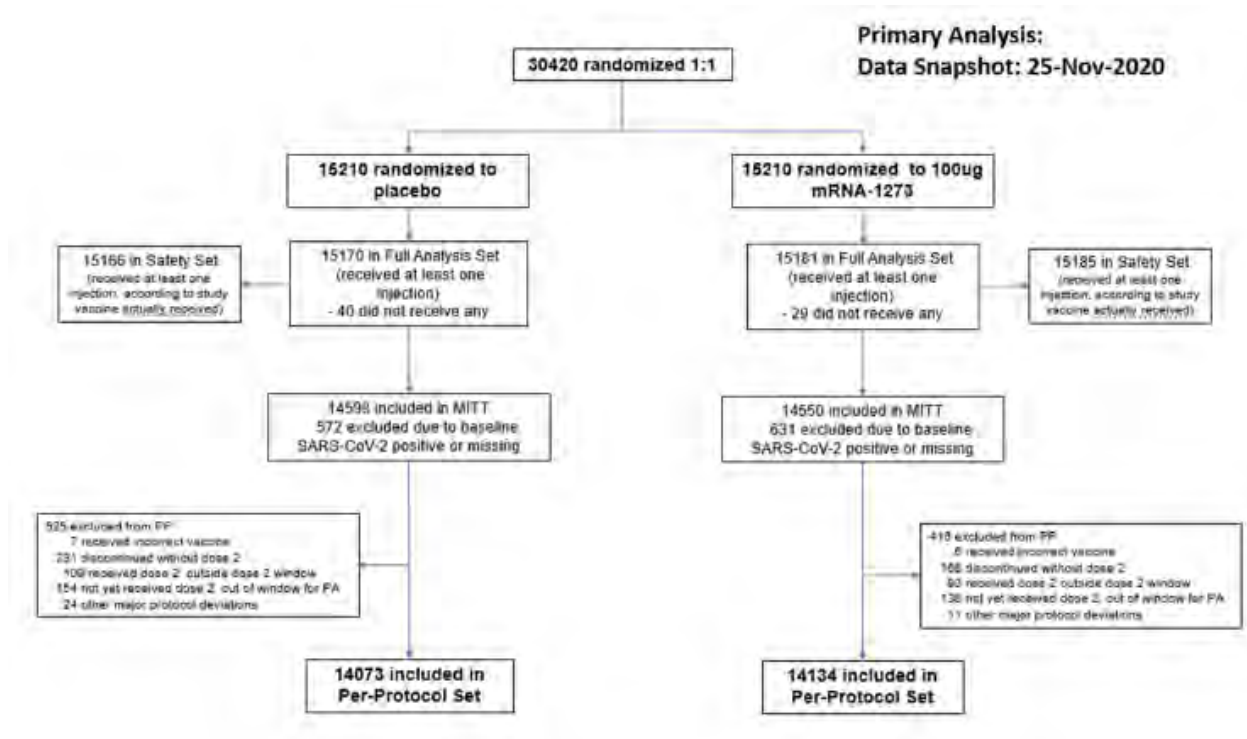 Primary Analysis:
Data Snapshot: 25-Nov-2020
30420 randomized 1:1
15210 randomized to
placebo
15210 randomized to 100ug
mRNA-1273
15166 in Safety Set
(received at least one
injection, according to study
vaccine actually received)
15170 in Full Analysis Set
(received at least one
injection)
- 40 did not receive any
15181 in Full Analysis Set
(received at least one
injection)
- 29 did not receive any
15185 in Safety Set
(received at least one
injection, according to study
vaccine actually received)
14598 included in MITT
572 excluded due to baseline
SARS-CoV-2 positive or missing
14550 included in MITT
631 excluded due to baseline
SARS-CoV-2 positive or missing
525 excluded from PP
7 received incorrect vaccine
231 discontinued without dose 2
109 received dose 2 outside dose 2 window
154 not yet received dose 2, out of window for PA
24 other major protocol deviations
416 excluded from PP
6 received incorrect vaccine
168 discontinued without dose 2
93 received dose 2 outside dose 2 window
138 not yet received dose 2, out of window for PA
11 other major protocol deviations
14073 included in
Per-Protocol Set
14134 included in
Per-Protocol Set